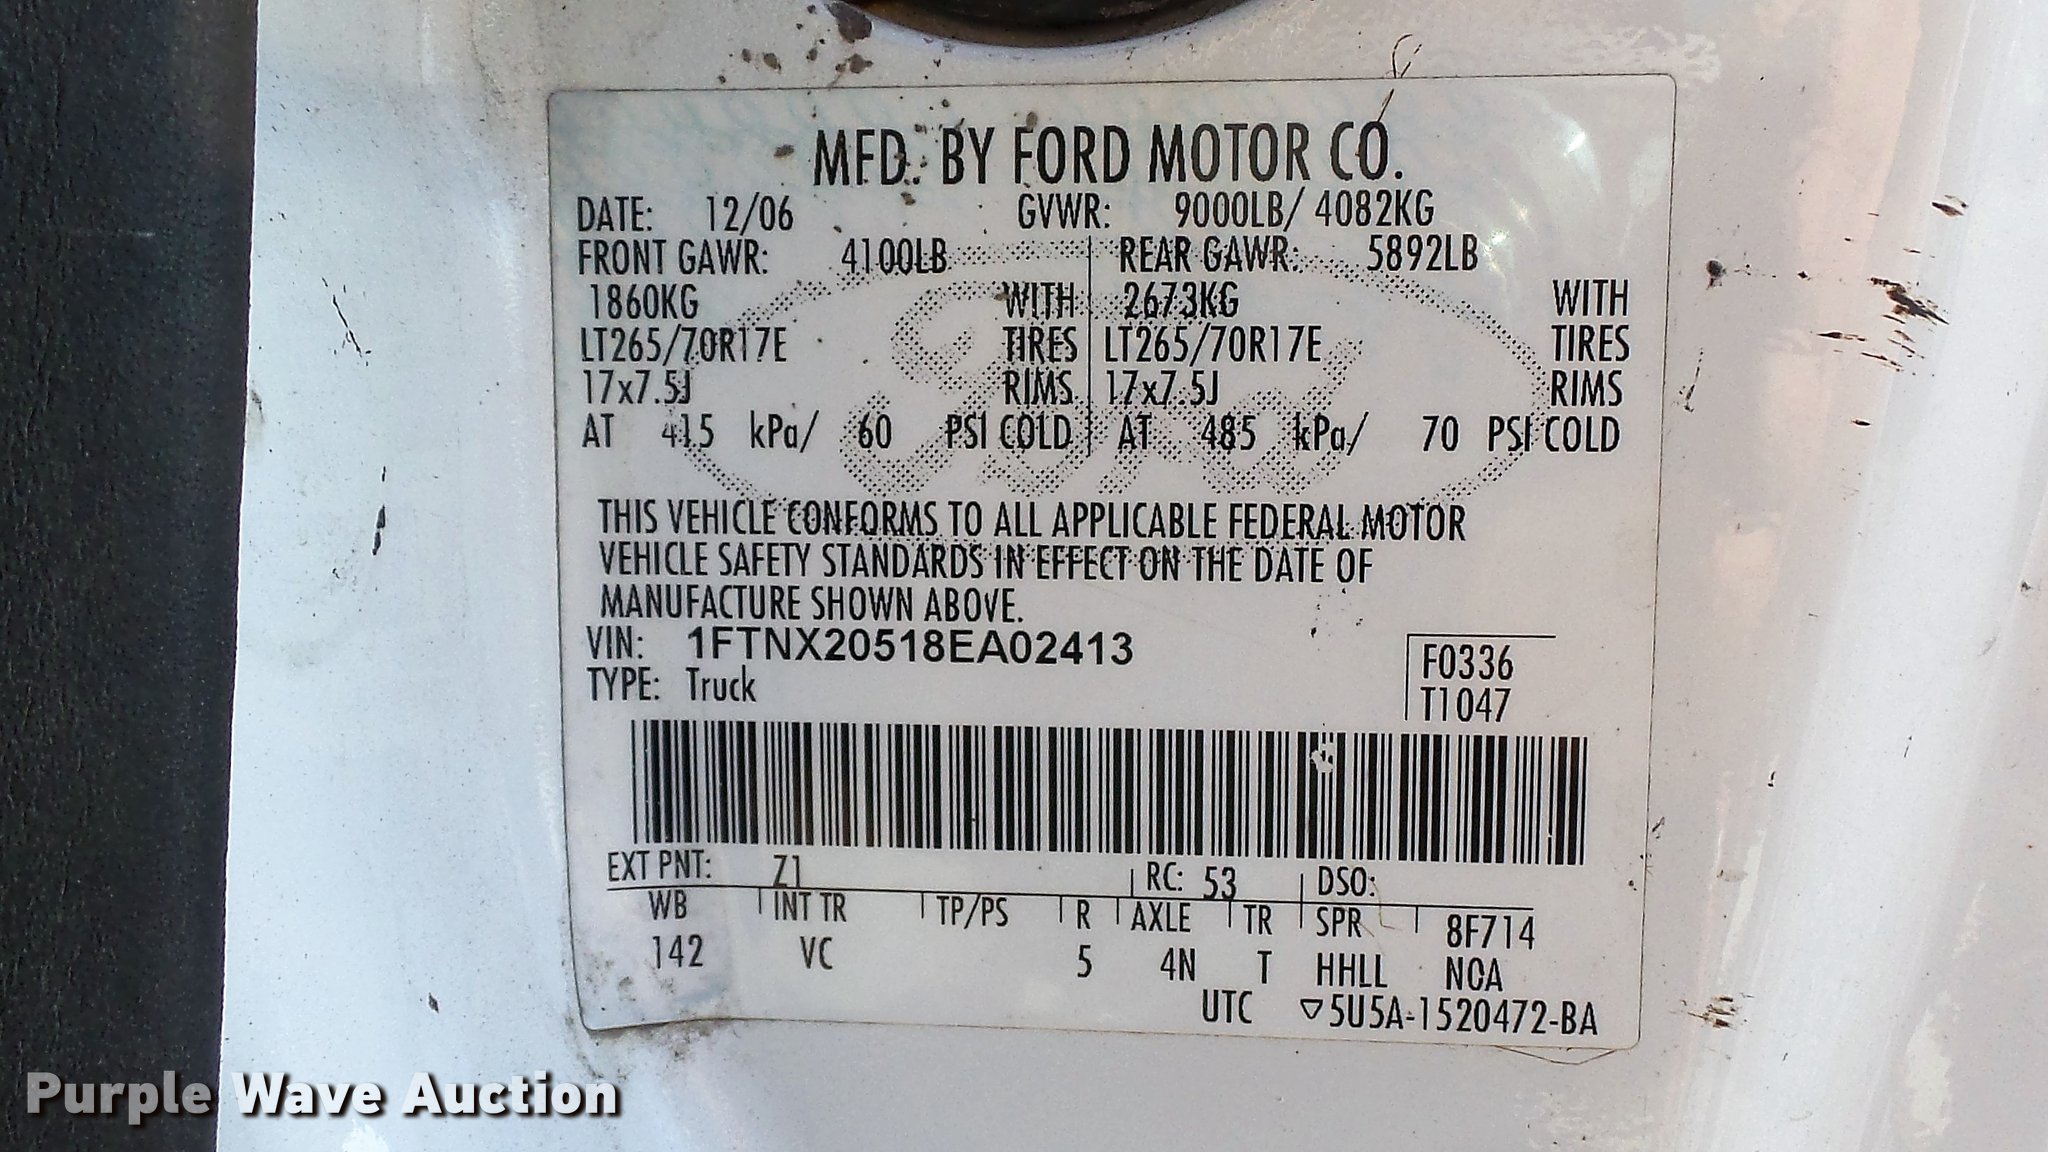 MFD. BY FORD MOTOR CO.
DATE: 12/06 GVWR: 9000LB/ 4082KG
FRONT GAWR: 4100LB REAR GAWR: 5892LB
1860KG WITH 2673KG WITH
LT265/70R17E TIRES LT265/70R17E TIRES
17x7.5J RIMS 17x7.5J RIMS
AT 415 kPa/ 60 PSI COLD AT 485 kPa/ 70 PSI COLD
Ford
THIS VEHICLE CONFORMS TO ALL APPLICABLE FEDERAL MOTOR
VEHICLE SAFETY STANDARDS IN EFFECT ON THE DATE OF
MANUFACTURE SHOWN ABOVE.
VIN: 1FTNX20518EA02413
TYPE: Truck
F0336
T1047
EXT PNT: Z1 RC: 53 DSO:
WB INT TR TP/PS R AXLE TR SPR 8F714
142 VC 5 4N T HHLL NOA
UTC ▽5U5A-1520472-BA
Purple Wave Auction